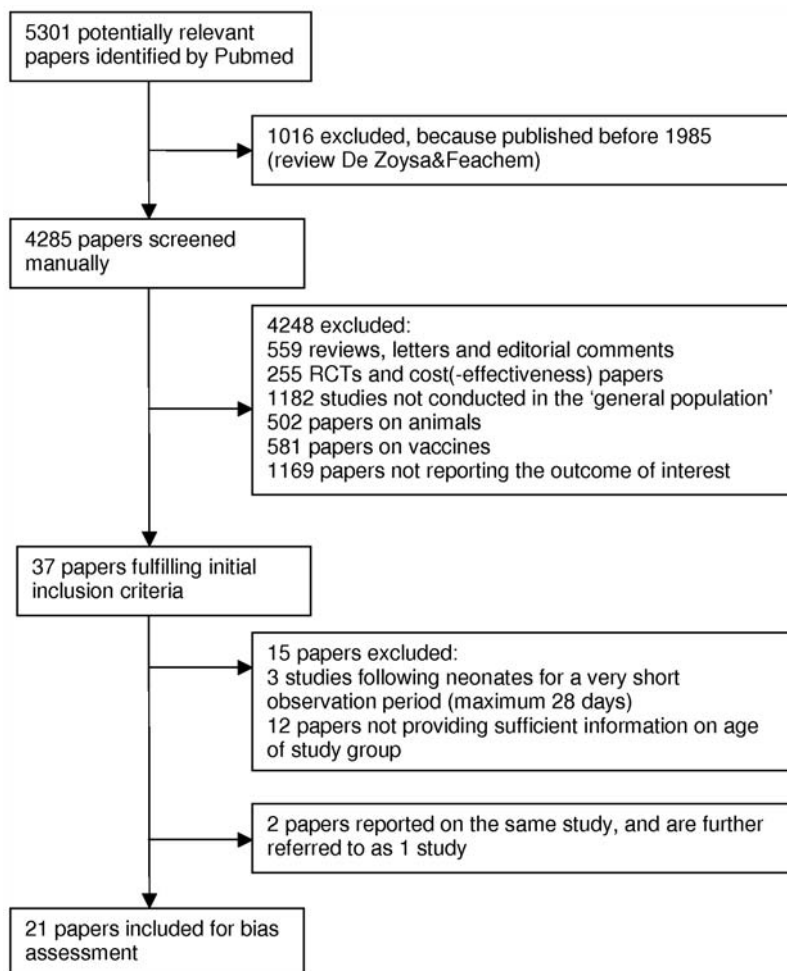 5301 potentially relevant
papers identified by Pubmed
1016 excluded, because published before 1985
(review De Zoysa&Feachem)
4285 papers screened
manually
4248 excluded:
559 reviews, letters and editorial comments
255 RCTs and cost(-effectiveness) papers
1182 studies not conducted in the ‘general population’
502 papers on animals
581 papers on vaccines
1169 papers not reporting the outcome of interest
37 papers fulfilling initial
inclusion criteria
15 papers excluded:
3 studies following neonates for a very short
observation period (maximum 28 days)
12 papers not providing sufficient information on age
of study group
2 papers reported on the same study, and are further
referred to as 1 study
21 papers included for bias
assessment